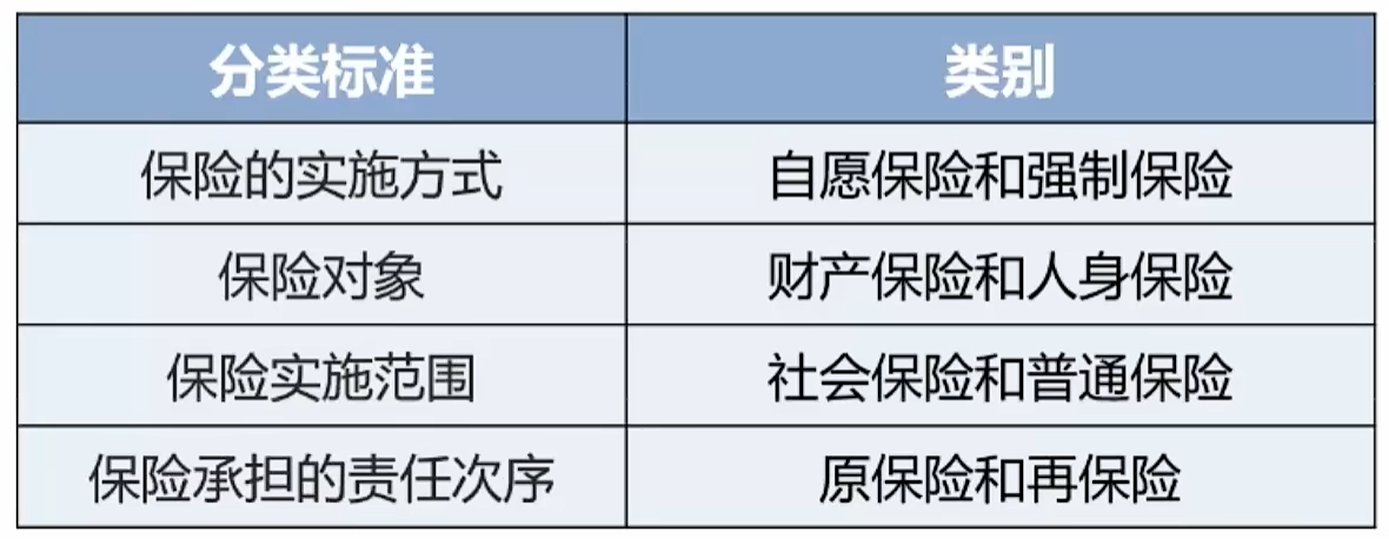 分类标准 类别
保险的实施方式 自愿保险和强制保险
保险对象 财产保险和人身保险
保险实施范围 社会保险和普通保险
保险承担的责任次序 原保险和再保险